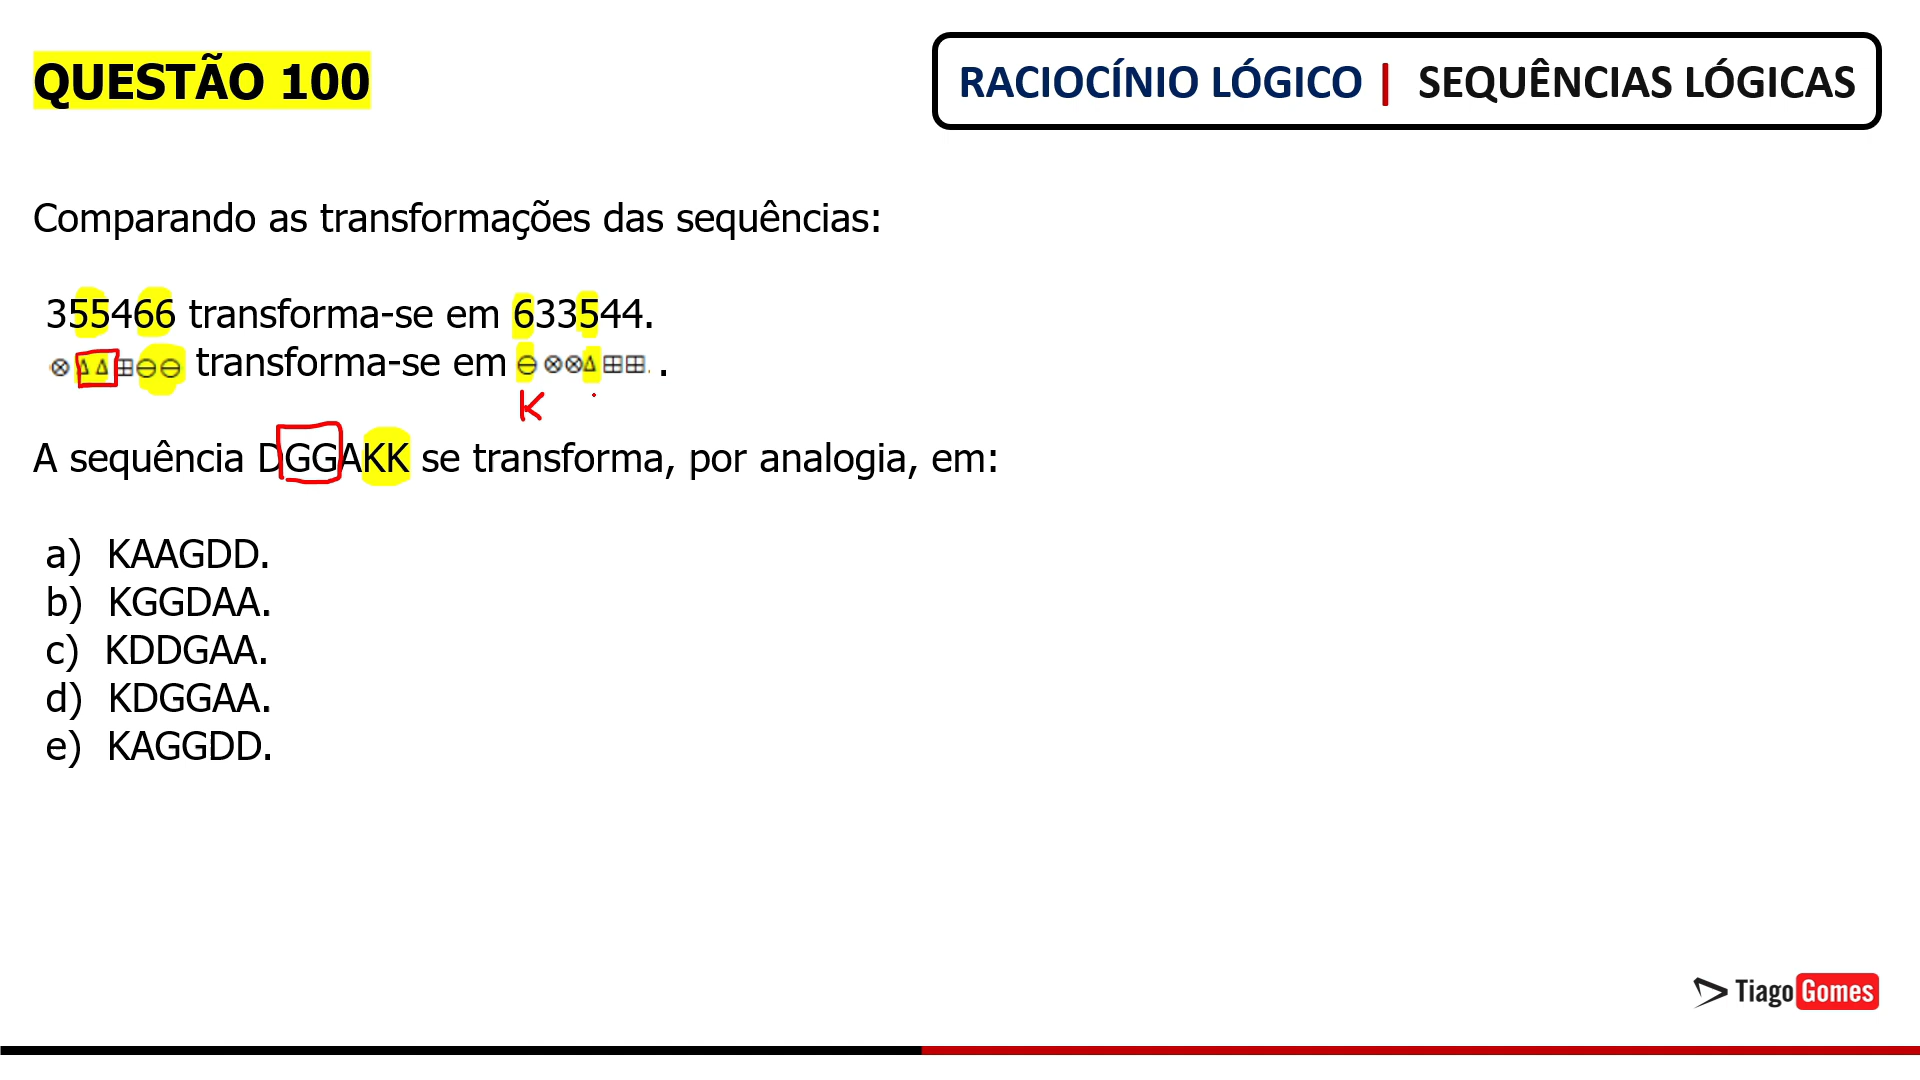 QUESTÃO 100
RACIOCÍNIO LÓGICO | SEQUÊNCIAS LÓGICAS
Comparando as transformações das sequências:
355466 transforma-se em 633544.
⊗ΔΔ⊞⊖⊖ transforma-se em ⊖⊗⊗Δ⊞⊞.
K
A sequência DGGAKK se transforma, por analogia, em:
a) KAAGDD.
b) KGGDAA.
c) KDDGAA.
d) KDGGAA.
e) KAGGDD.
Tiago Gomes